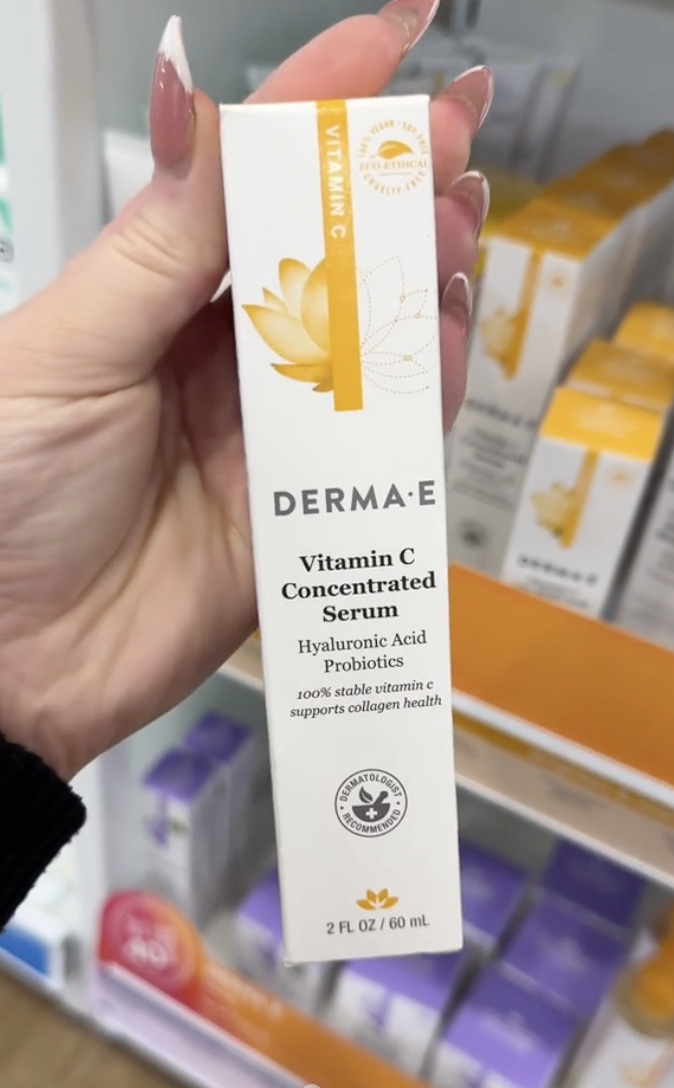 VITAMIN C
100% VEGAN • SOY FREE
ECO-ETHICAL
CRUELTY-FREE
DERMA·E
Vitamin C
Concentrated
Serum
Hyaluronic Acid
Probiotics
100% stable vitamin c
supports collagen health
DERMATOLOGIST
RECOMMENDED
2 FL OZ / 60 mL
DERMA·E